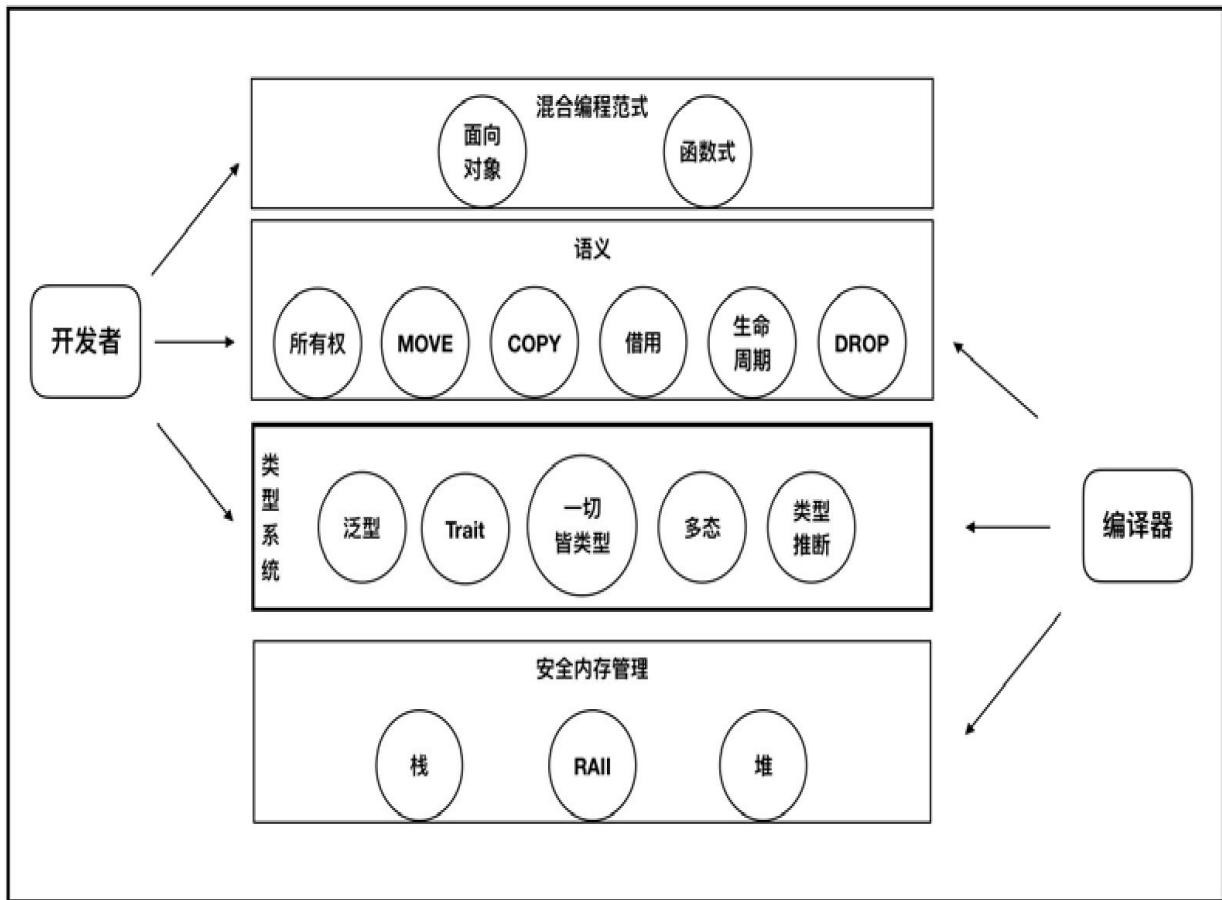 混合编程范式
面向
对象
函数式
语义
开发者
所有权
MOVE
COPY
借用
生命
周期
DROP
类
型
系
统
泛型
Trait
一切
皆类型
多态
类型
推断
编译器
安全内存管理
栈
RAII
堆